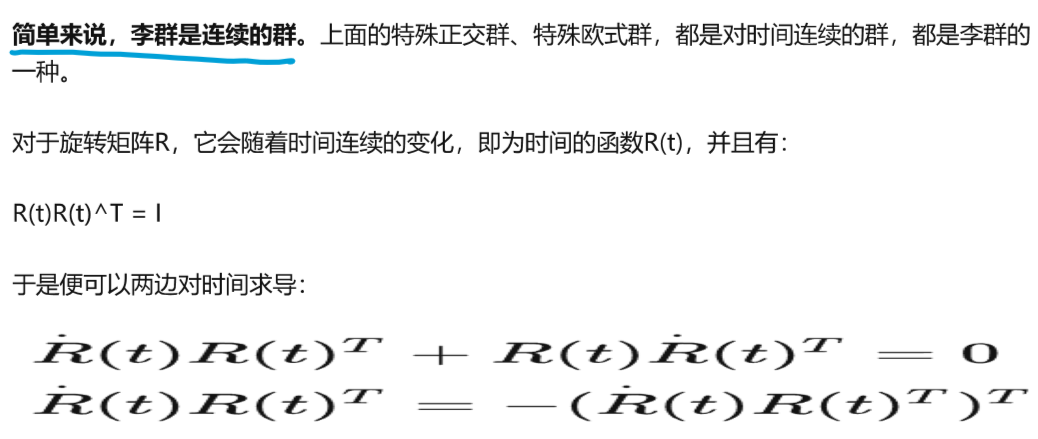 简单来说，李群是连续的群。上面的特殊正交群、特殊欧式群，都是对时间连续的群，都是李群的
一种。
对于旋转矩阵R，它会随着时间连续的变化，即为时间的函数R(t)，并且有：
R(t)R(t)^T = I
于是便可以两边对时间求导：
Ṙ(t)R(t)ᵀ + R(t)Ṙ(t)ᵀ = 0
Ṙ(t)R(t)ᵀ = −(Ṙ(t)R(t)ᵀ)ᵀ